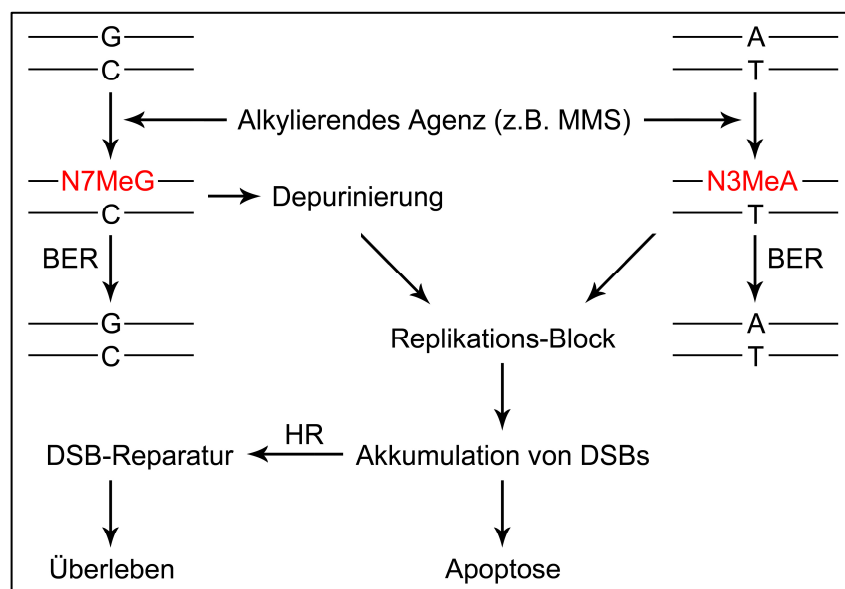 G
A
C
T
Alkylierendes Agenz (z.B. MMS)
N7MeG
N3MeA
C
Depurinierung
T
BER
BER
G
A
C
Replikations-Block
T
HR
DSB-Reparatur
Akkumulation von DSBs
Überleben
Apoptose